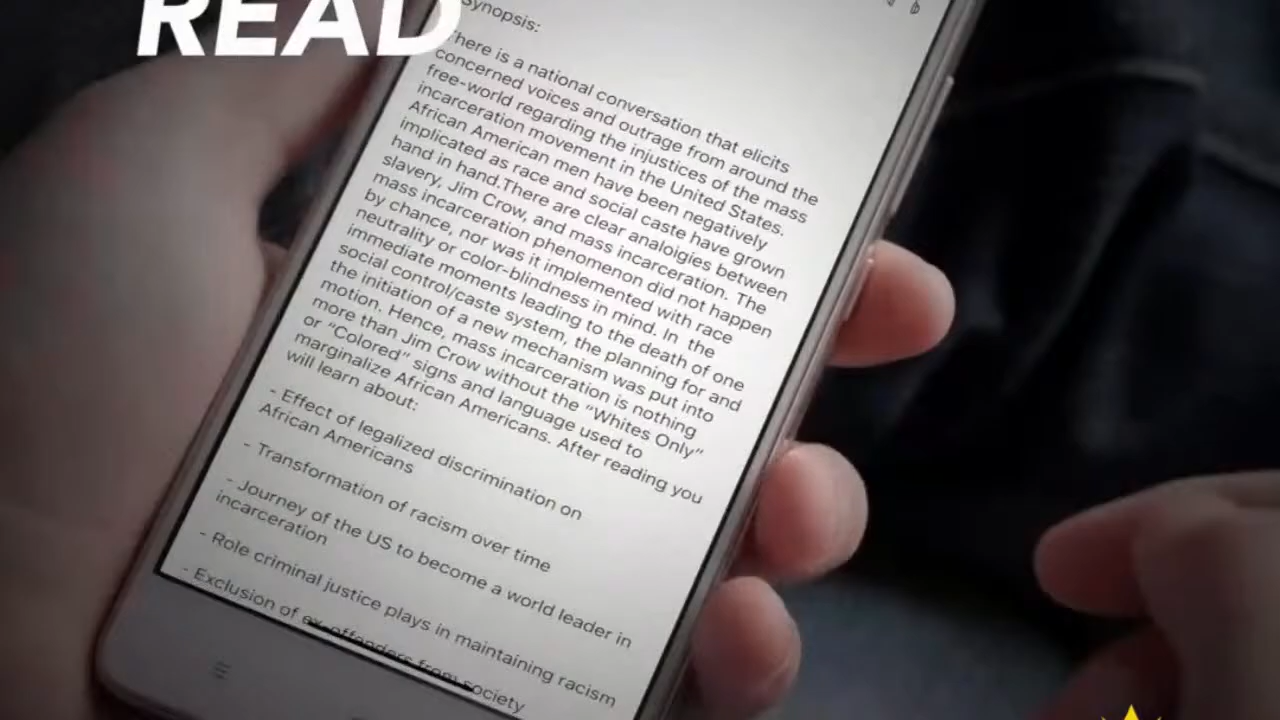 READ
Synopsis:
There is a national conversation that elicits
concerned voices and outrage from around the
free-world regarding the injustices of the mass
incarceration movement in the United States.
African American men have been negatively
implicated as race and social caste have grown
hand in hand.There are clear analolgies between
slavery, Jim Crow, and mass incarceration. The
mass incarceration phenomenon did not happen
by chance, nor was it implemented with race
neutrality or color-blindness in mind. In the
immediate moments leading to the death of one
social control/caste system, the planning for and
the initiation of a new mechanism was put into
motion. Hence, mass incarceration is nothing
more than Jim Crow without the “Whites Only”
or “Colored” signs and language used to
marginalize African Americans. After reading you
will learn about:
- Effect of legalized discrimination on
African Americans
- Transformation of racism over time
- Journey of the US to become a world leader in
incarceration
- Role criminal justice plays in maintaining racism
- Exclusion of ex-offenders from society